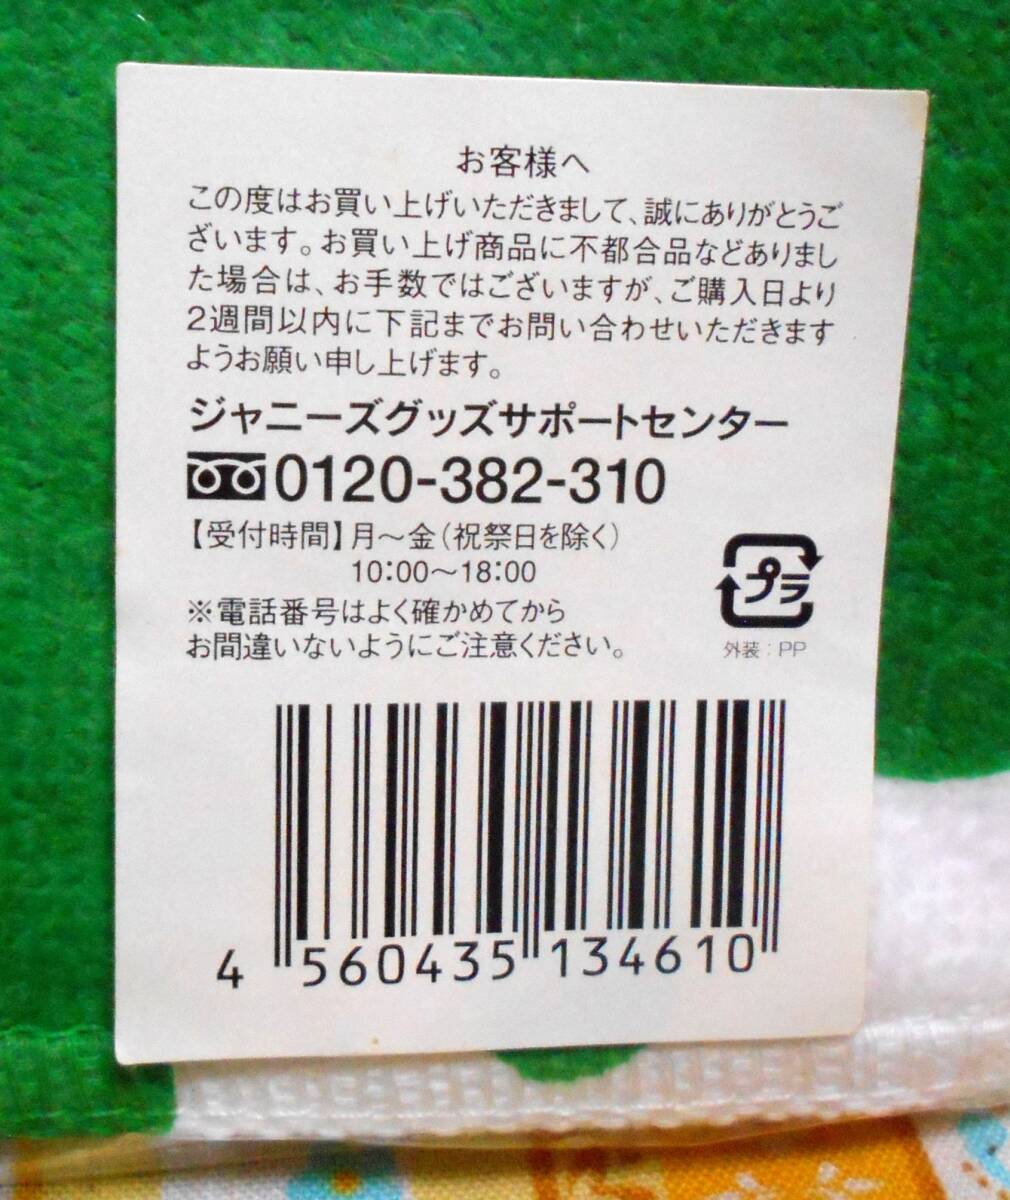 お客様へ
この度はお買い上げいただきまして、誠にありがとうご
ざいます。お買い上げ商品に不都合品などありまし
た場合は、お手数ではございますが、ご購入日より
2週間以内に下記までお問い合わせいただきます
ようお願い申し上げます。
ジャニーズグッズサポートセンター
0120-382-310
【受付時間】月〜金(祝祭日を除く)
10:00〜18:00
※電話番号はよく確かめてから
お間違いないようにご注意ください。
プラ
外装:PP
4 560435 134610